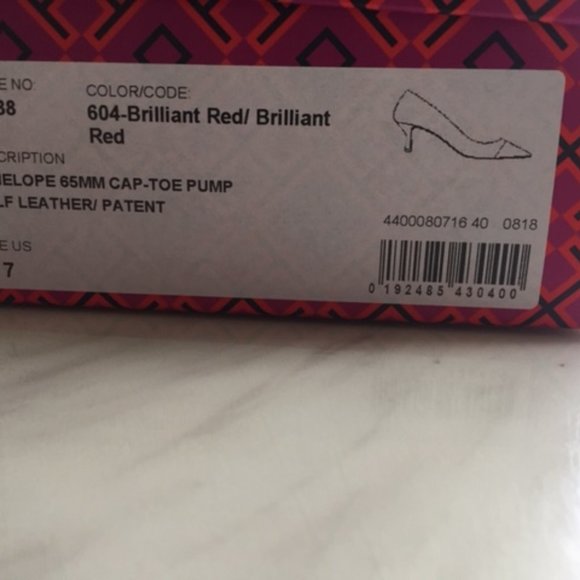 E NO:
COLOR/CODE:
38
604-Brilliant Red/ Brilliant
Red
CRIPTION
ELOPE 65MM CAP-TOE PUMP
LF LEATHER/ PATENT
E US
7
4400080716 40 0818
0 192485 430400